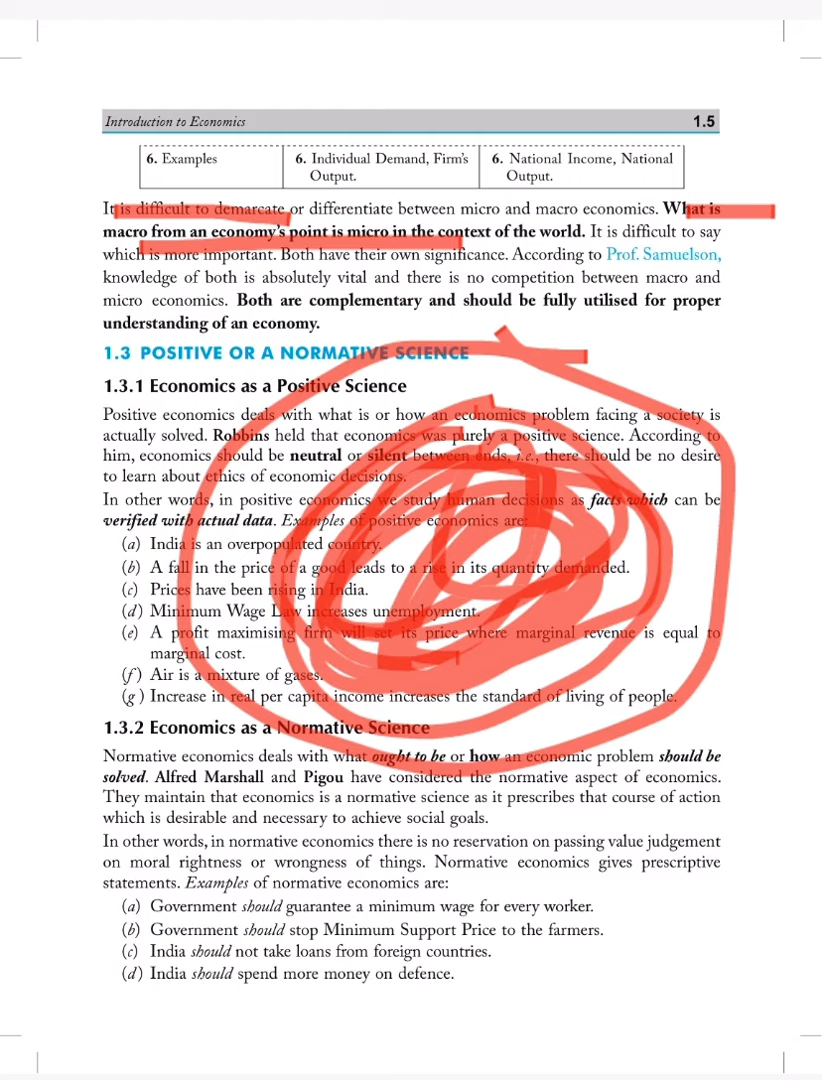 Introduction to Economics 1.5
6. Examples 6. Individual Demand, Firm's 6. National Income, National
Output. Output.
It is difficult to demarcate or differentiate between micro and macro economics. What is
macro from an economy's point is micro in the context of the world. It is difficult to say
which is more important. Both have their own significance. According to Prof. Samuelson,
knowledge of both is absolutely vital and there is no competition between macro and
micro economics. Both are complementary and should be fully utilised for proper
understanding of an economy.
1.3 POSITIVE OR A NORMATIVE SCIENCE
1.3.1 Economics as a Positive Science
Positive economics deals with what is or how an economics problem facing a society is
actually solved. Robbins held that economics was purely a positive science. According to
him, economics should be neutral or silent between ends, i.e., there should be no desire
to learn about ethics of economic decisions.
In other words, in positive economics we study human decisions as facts which can be
verified with actual data. Examples of positive economics are:
(a) India is an overpopulated country.
(b) A fall in the price of a good leads to a rise in its quantity demanded.
(c) Prices have been rising in India.
(d) Minimum Wage Law increases unemployment.
(e) A profit maximising firm will set its price where marginal revenue is equal to
marginal cost.
(f) Air is a mixture of gases.
(g) Increase in real per capita income increases the standard of living of people.
1.3.2 Economics as a Normative Science
Normative economics deals with what ought to be or how an economic problem should be
solved. Alfred Marshall and Pigou have considered the normative aspect of economics.
They maintain that economics is a normative science as it prescribes that course of action
which is desirable and necessary to achieve social goals.
In other words, in normative economics there is no reservation on passing value judgement
on moral rightness or wrongness of things. Normative economics gives prescriptive
statements. Examples of normative economics are:
(a) Government should guarantee a minimum wage for every worker.
(b) Government should stop Minimum Support Price to the farmers.
(c) India should not take loans from foreign countries.
(d) India should spend more money on defence.